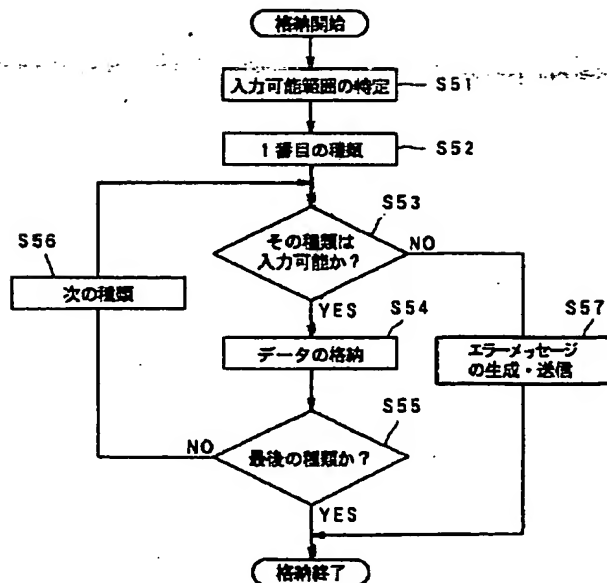 格納開始
入力可能範囲の特定
S51
1番目の種類
S52
S53
その種類は
入力可能か?
NO
YES
S56
次の種類
S54
データの格納
S57
エラーメッセージ
の生成・送信
S55
最後の種類か?
NO
YES
格納終了